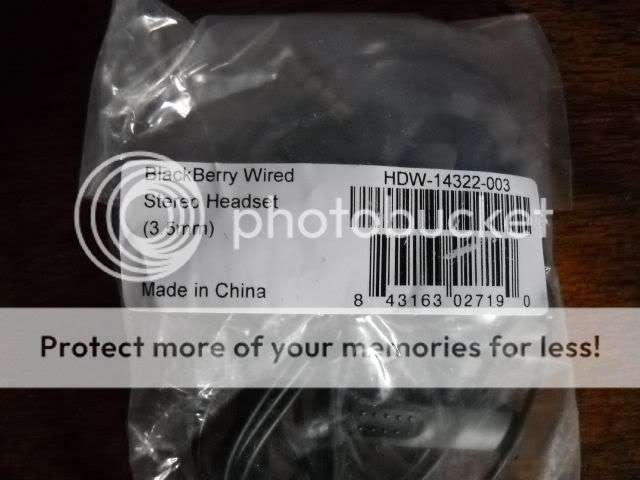 BlackBerry Wired
Stereo Headset
(3.5mm)
Made in China
HDW-14322-003
8 43163 02719 0
photobucket
Protect more of your memories for less!